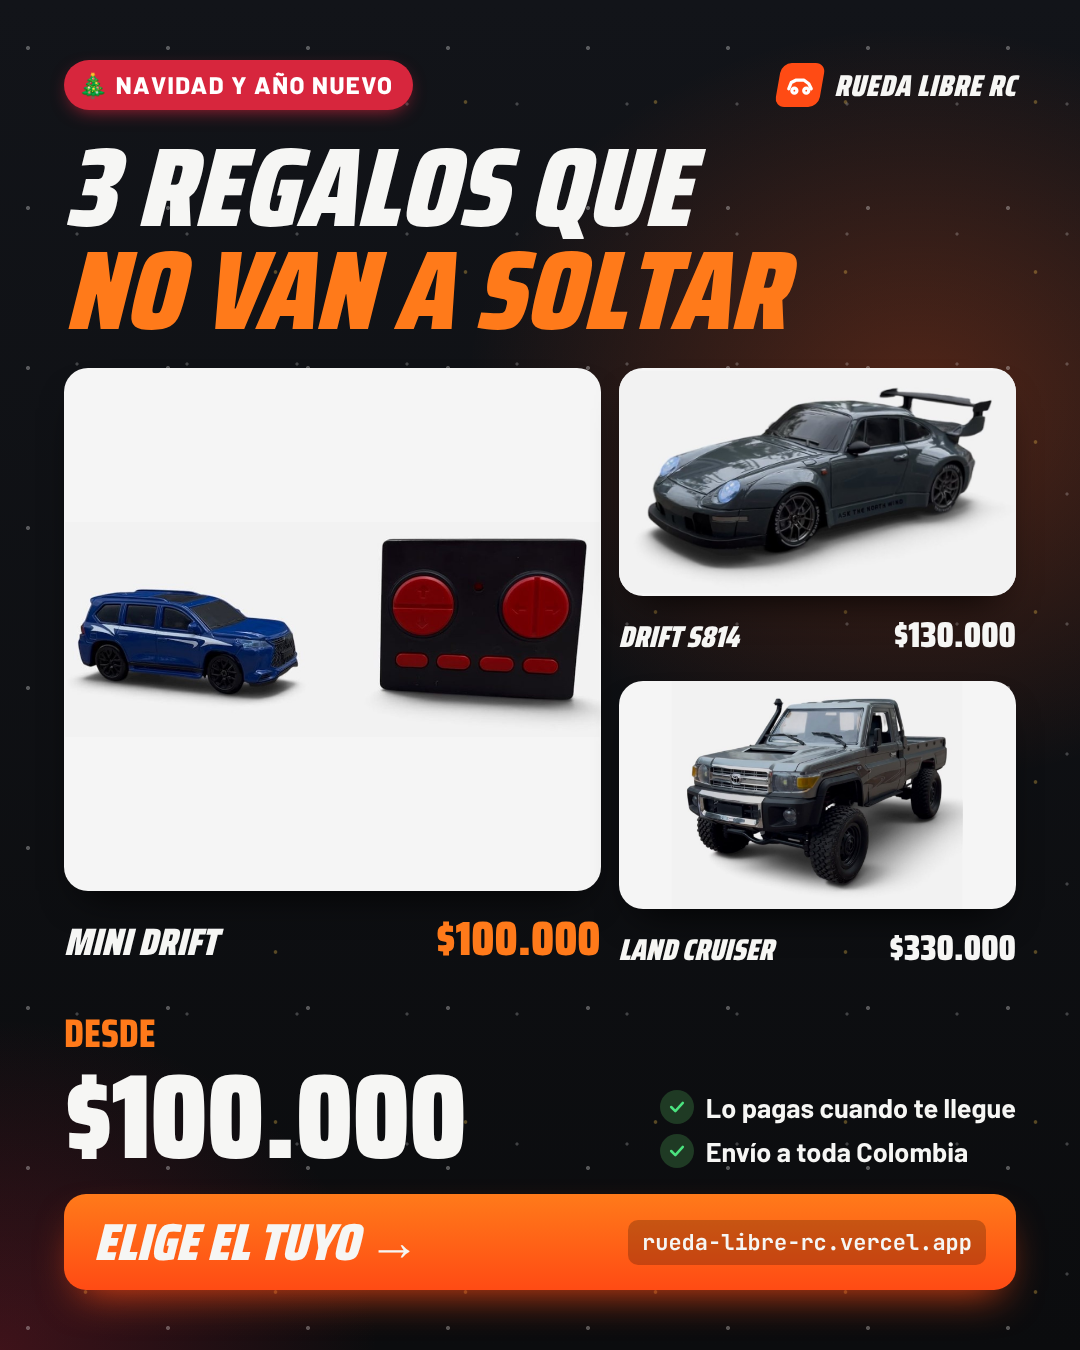 🎄 NAVIDAD Y AÑO NUEVO
RUEDA LIBRE RC
3 REGALOS QUE
NO VAN A SOLTAR
DRIFT S814
$130.000
MINI DRIFT
$100.000
LAND CRUISER
$330.000
DESDE
$100.000
Lo pagas cuando te llegue
Envío a toda Colombia
ELIGE EL TUYO →
rueda-libre-rc.vercel.app